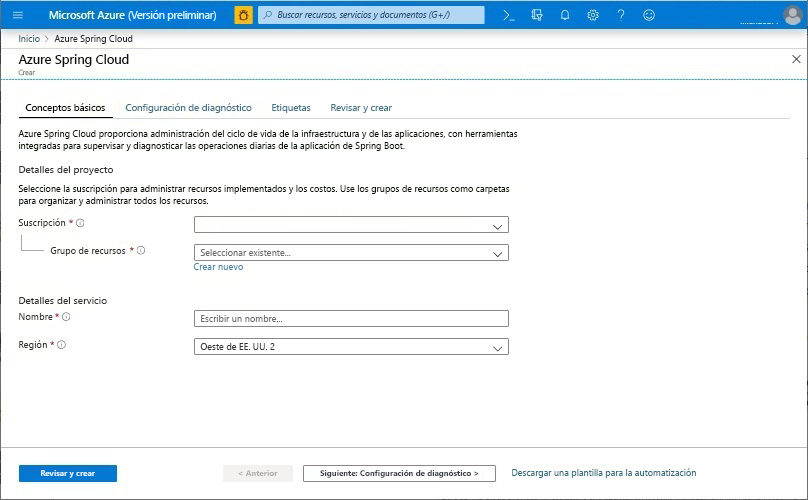 Microsoft Azure (Versión preliminar)
Buscar recursos, servicios y documentos (G+/)
Inicio > Azure Spring Cloud
Azure Spring Cloud
Crear
Conceptos básicos Configuración de diagnóstico Etiquetas Revisar y crear
Azure Spring Cloud proporciona administración del ciclo de vida de la infraestructura y de las aplicaciones, con herramientas
integradas para supervisar y diagnosticar las operaciones diarias de la aplicación de Spring Boot.
Detalles del proyecto
Seleccione la suscripción para administrar recursos implementados y los costos. Use los grupos de recursos como carpetas
para organizar y administrar todos los recursos.
Suscripción *
Grupo de recursos *
Seleccionar existente...
Crear nuevo
Detalles del servicio
Nombre *
Escribir un nombre...
Región *
Oeste de EE. UU. 2
Revisar y crear
< Anterior
Siguiente: Configuración de diagnóstico >
Descargar una plantilla para la automatización